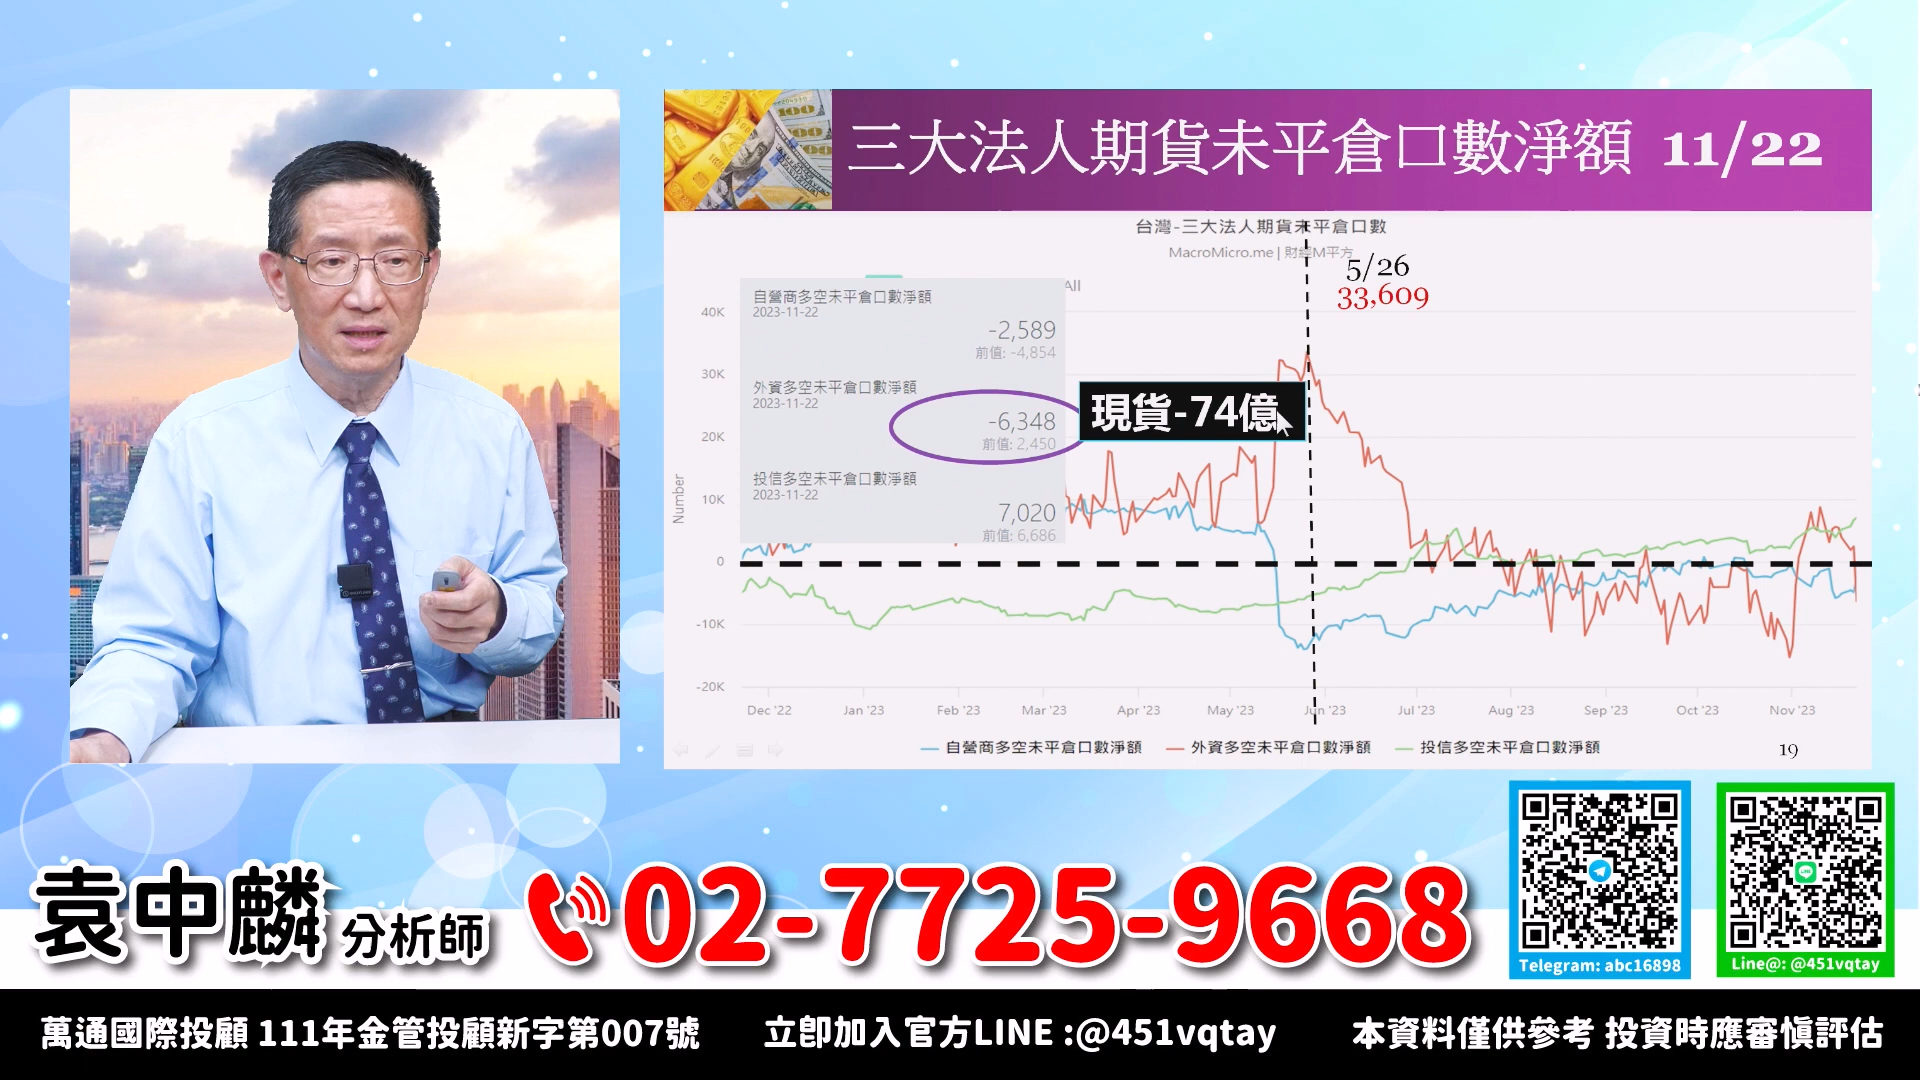 三大法人期貨未平倉口數淨額 11/22
台灣-三大法人期貨未平倉口數
MacroMicro.me | 財經M平方
5/26
33,609
All
自營商多空未平倉口數淨額
2023-11-22
-2,589
前值: -4,854
外資多空未平倉口數淨額
2023-11-22
-6,348
前值: 2,450
現貨-74億
投信多空未平倉口數淨額
2023-11-22
7,020
前值: 6,686
Number
40K
30K
20K
10K
0
-10K
-20K
Dec '22 Jan '23 Feb '23 Mar '23 Apr '23 May '23 Jun '23 Jul '23 Aug '23 Sep '23 Oct '23 Nov '23
自營商多空未平倉口數淨額 外資多空未平倉口數淨額 投信多空未平倉口數淨額
19
袁中麟 分析師
02-7725-9668
Telegram: abc16898
Line@: @451vqtay
萬通國際投顧 111年金管投顧新字第007號
立即加入官方LINE :@451vqtay
本資料僅供參考 投資時應審慎評估